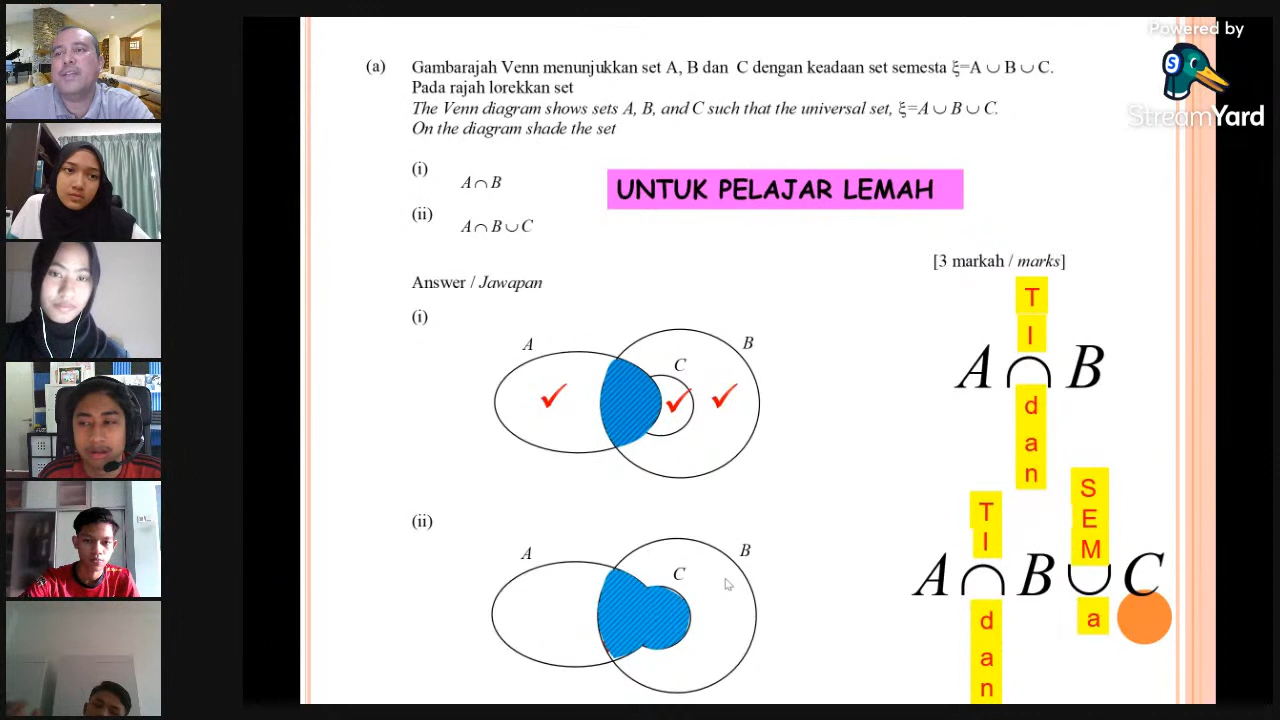 Powered by
S
StreamYard
(a) Gambarajah Venn menunjukkan set A, B dan C dengan keadaan set semesta ξ=A ∪ B ∪ C.
Pada rajah lorekkan set
The Venn diagram shows sets A, B, and C such that the universal set, ξ=A ∪ B ∪ C.
On the diagram shade the set
(i) A ∩ B
UNTUK PELAJAR LEMAH
(ii) A ∩ B ∪ C
[3 markah / marks]
Answer / Jawapan
(i)
A
B
C
T
I
A ∩ B
d
a
n
(ii)
A
B
C
T
I
S
E
M
A ∩ B ∪ C
d
a
n
a